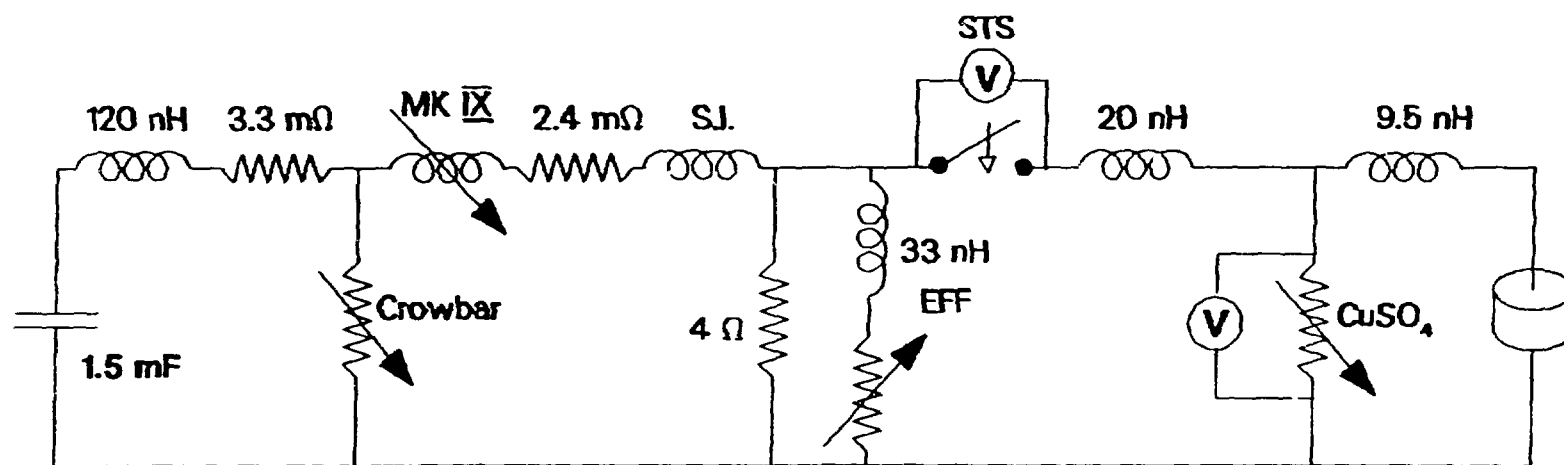 STS
V
120 nH
3.3 mΩ
MK IX
2.4 mΩ
S.I.
20 nH
9.5 nH
33 nH
EFF
Crowbar
4 Ω
V
CuSO₄
1.5 mF